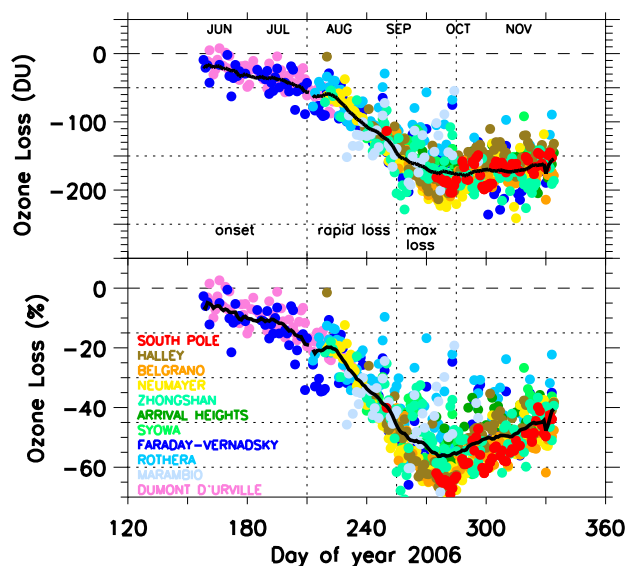 JUN JUL AUG SEP OCT NOV
0
-100
-200
Ozone Loss (DU)
onset rapid loss max
loss
0
-20
-40
-60
Ozone Loss (%)
SOUTH POLE
HALLEY
BELGRANO
NEUMAYER
ZHONGSHAN
ARRIVAL HEIGHTS
SYOWA
FARADAY-VERNADSKY
ROTHERA
MARAMBIO
DUMONT D'URVILLE
120 180 240 300 360
Day of year 2006